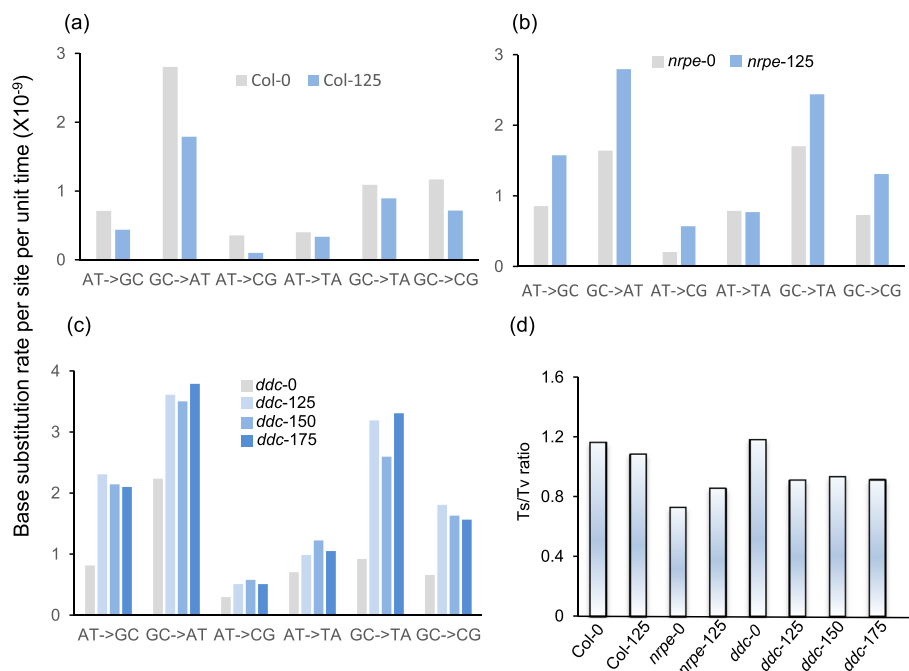 (a)
3
2
1
0
Col-0
Col-125
AT->GC GC->AT AT->CG AT->TA GC->TA GC->CG
(b)
3
2
1
0
nrpe-0
nrpe-125
AT->GC GC->AT AT->CG AT->TA GC->TA GC->CG
Base substitution rate per site per unit time (X10⁻⁹)
(c)
4
3
2
1
0
ddc-0
ddc-125
ddc-150
ddc-175
AT->GC GC->AT AT->CG AT->TA GC->TA GC->CG
(d)
1.6
1.2
0.8
0.4
0
Ts/Tv ratio
Col-0 Col-125 nrpe-0 nrpe-125 ddc-0 ddc-125 ddc-150 ddc-175